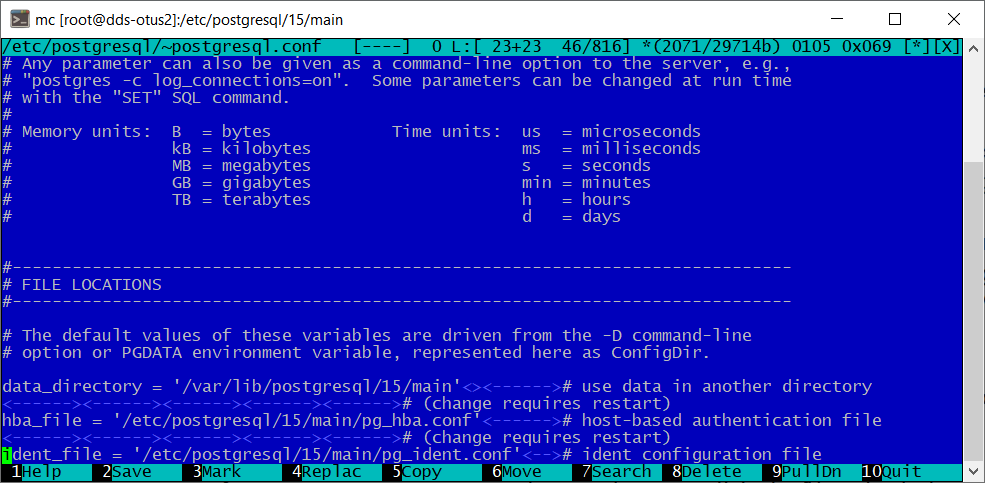 mc [root@dds-otus2]:/etc/postgresql/15/main
/etc/postgresql/~postgresql.conf   [----]  0 L:[ 23+23  46/816] *(2071/29714b) 0105 0x069 [*][X]
# Any parameter can also be given as a command-line option to the server, e.g.,
# "postgres -c log_connections=on".  Some parameters can be changed at run time
# with the "SET" SQL command.
#
# Memory units:  B  = bytes            Time units:  us  = microseconds
#                kB = kilobytes                     ms  = milliseconds
#                MB = megabytes                     s   = seconds
#                GB = gigabytes                     min = minutes
#                TB = terabytes                     h   = hours
#                                                   d   = days
#------------------------------------------------------------------------------
# FILE LOCATIONS
#------------------------------------------------------------------------------
# The default values of these variables are driven from the -D command-line
# option or PGDATA environment variable, represented here as ConfigDir.
data_directory = '/var/lib/postgresql/15/main'<><------># use data in another directory
<------><------><------><------><------># (change requires restart)
hba_file = '/etc/postgresql/15/main/pg_hba.conf'<------># host-based authentication file
<------><------><------><------><------># (change requires restart)
ident_file = '/etc/postgresql/15/main/pg_ident.conf'<--># ident configuration file
1Help 2Save 3Mark 4Replac 5Copy 6Move 7Search 8Delete 9PullDn 10Quit